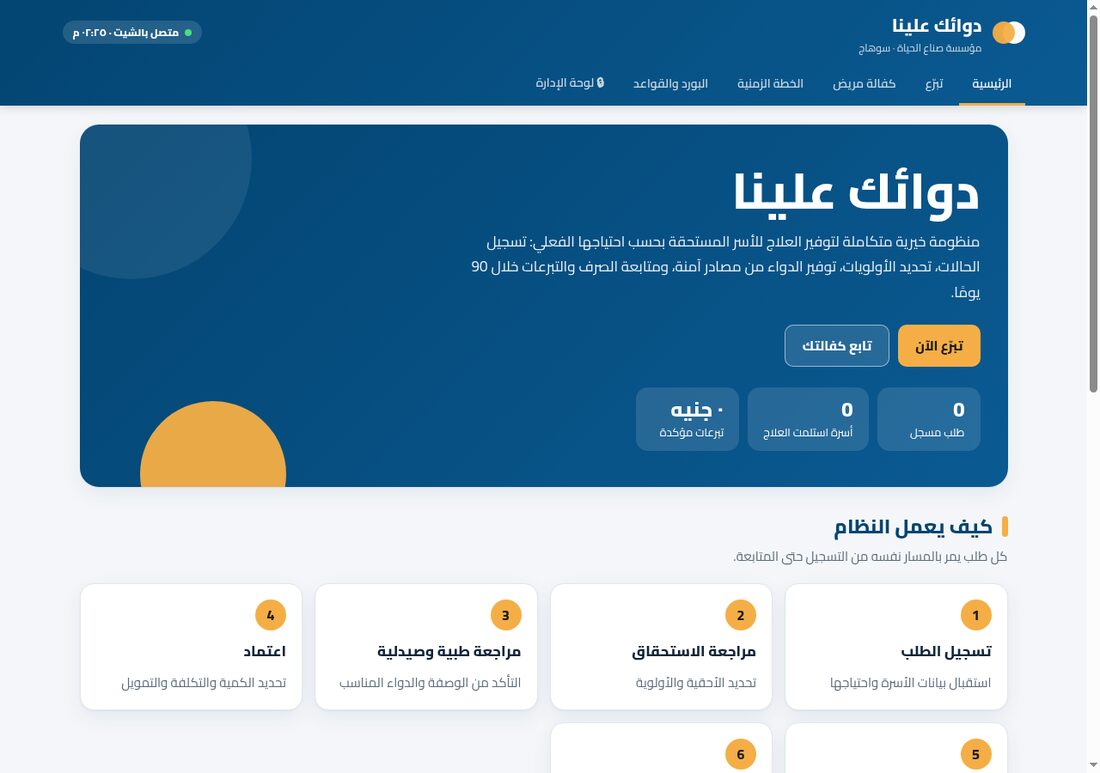 دوائك علينا
مؤسسة صناع الحياة · سوهاج
متصل بالشيت · ٠٢:٢٥ م
الرئيسية
تبرّع
كفالة مريض
الخطة الزمنية
البورد والقواعد
لوحة الإدارة
دوائك علينا
منظومة خيرية متكاملة لتوفير العلاج للأسر المستحقة بحسب احتياجها الفعلي: تسجيل
الحالات، تحديد الأولويات، توفير الدواء من مصادر آمنة، ومتابعة الصرف والتبرعات خلال 90
يومًا.
تبرّع الآن
تابع كفالتك
0
طلب مسجل
0
أسرة استلمت العلاج
٠ جنيه
تبرعات مؤكدة
كيف يعمل النظام
كل طلب يمر بالمسار نفسه من التسجيل حتى المتابعة.
1
تسجيل الطلب
استقبال بيانات الأسرة واحتياجها
2
مراجعة الاستحقاق
تحديد الأحقية والأولوية
3
مراجعة طبية وصيدلية
التأكد من الوصفة والدواء المناسب
4
اعتماد
تحديد الكمية والتكلفة والتمويل
5
6